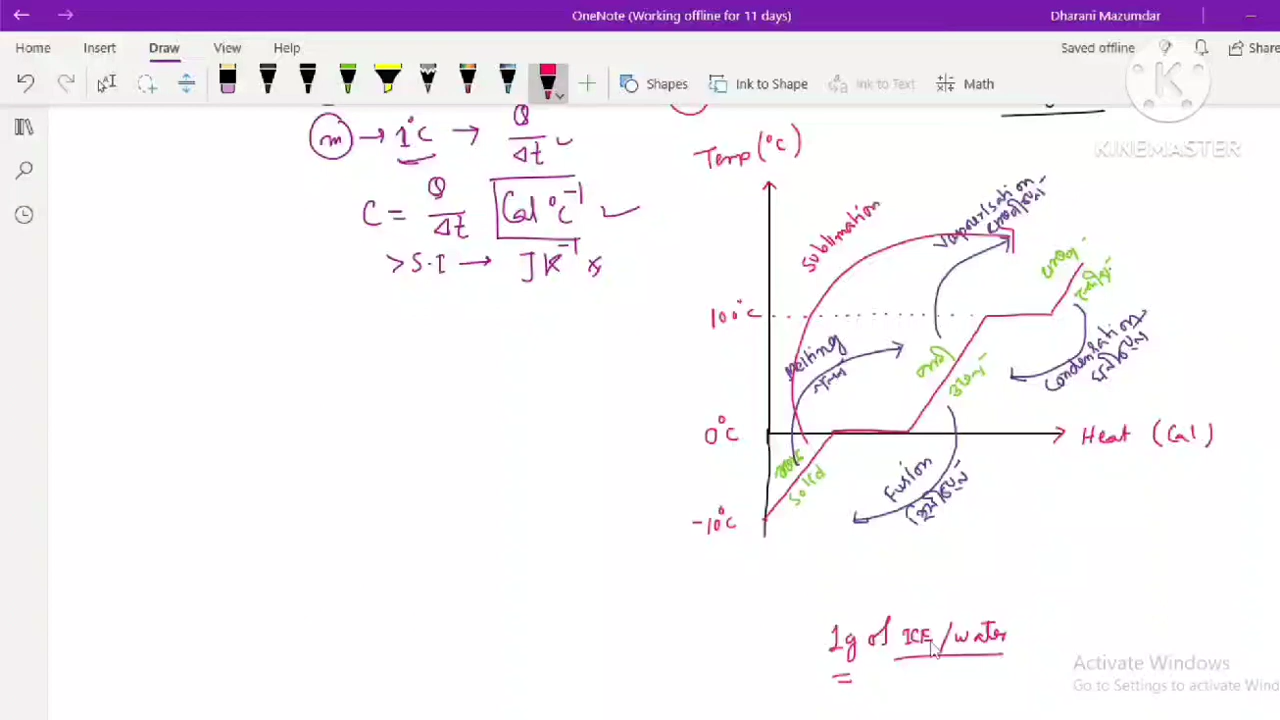 OneNote (Working offline for 11 days)
Dharani Mazumdar
Home Insert Draw View Help
Saved offline
Share
Shapes
Ink to Shape
Ink to Text
Math
K
KINEMASTER
m → 1°C → Q/Δt
C = Q/Δt Cal °C⁻¹
> S.I → J K⁻¹
Temp (°C)
Sublimation
Vapourisation
100°C
Melting
Condensation
0°C
Heat (Cal)
Solid
Fusion
-10°C
1g of ICE/water
=
Activate Windows
Go to Settings to activate Wind